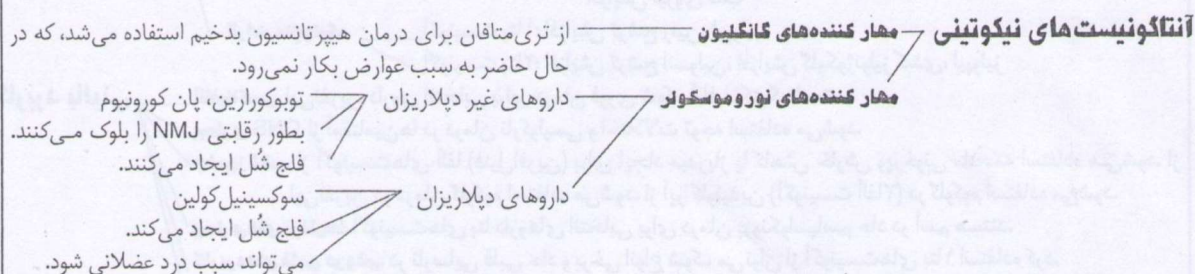 آنتاگونیست‌های نیکوتینی
مهار کننده‌های گانگلیون
از تری‌متافان برای درمان هیپرتانسیون بدخیم استفاده می‌شد، که در
حال حاضر به سبب عوارض بکار نمی‌رود.
مهار کننده‌های نوروموسکولر
داروهای غیر دپلاریزان
توبوکورارین، پان کورونیوم
بطور رقابتی NMJ را بلوک می‌کنند.
فلج شُل ایجاد می‌کنند.
داروهای دپلاریزان
سوکسینیل‌کولین
فلج شُل ایجاد می‌کند.
می‌تواند سبب درد عضلانی شود.